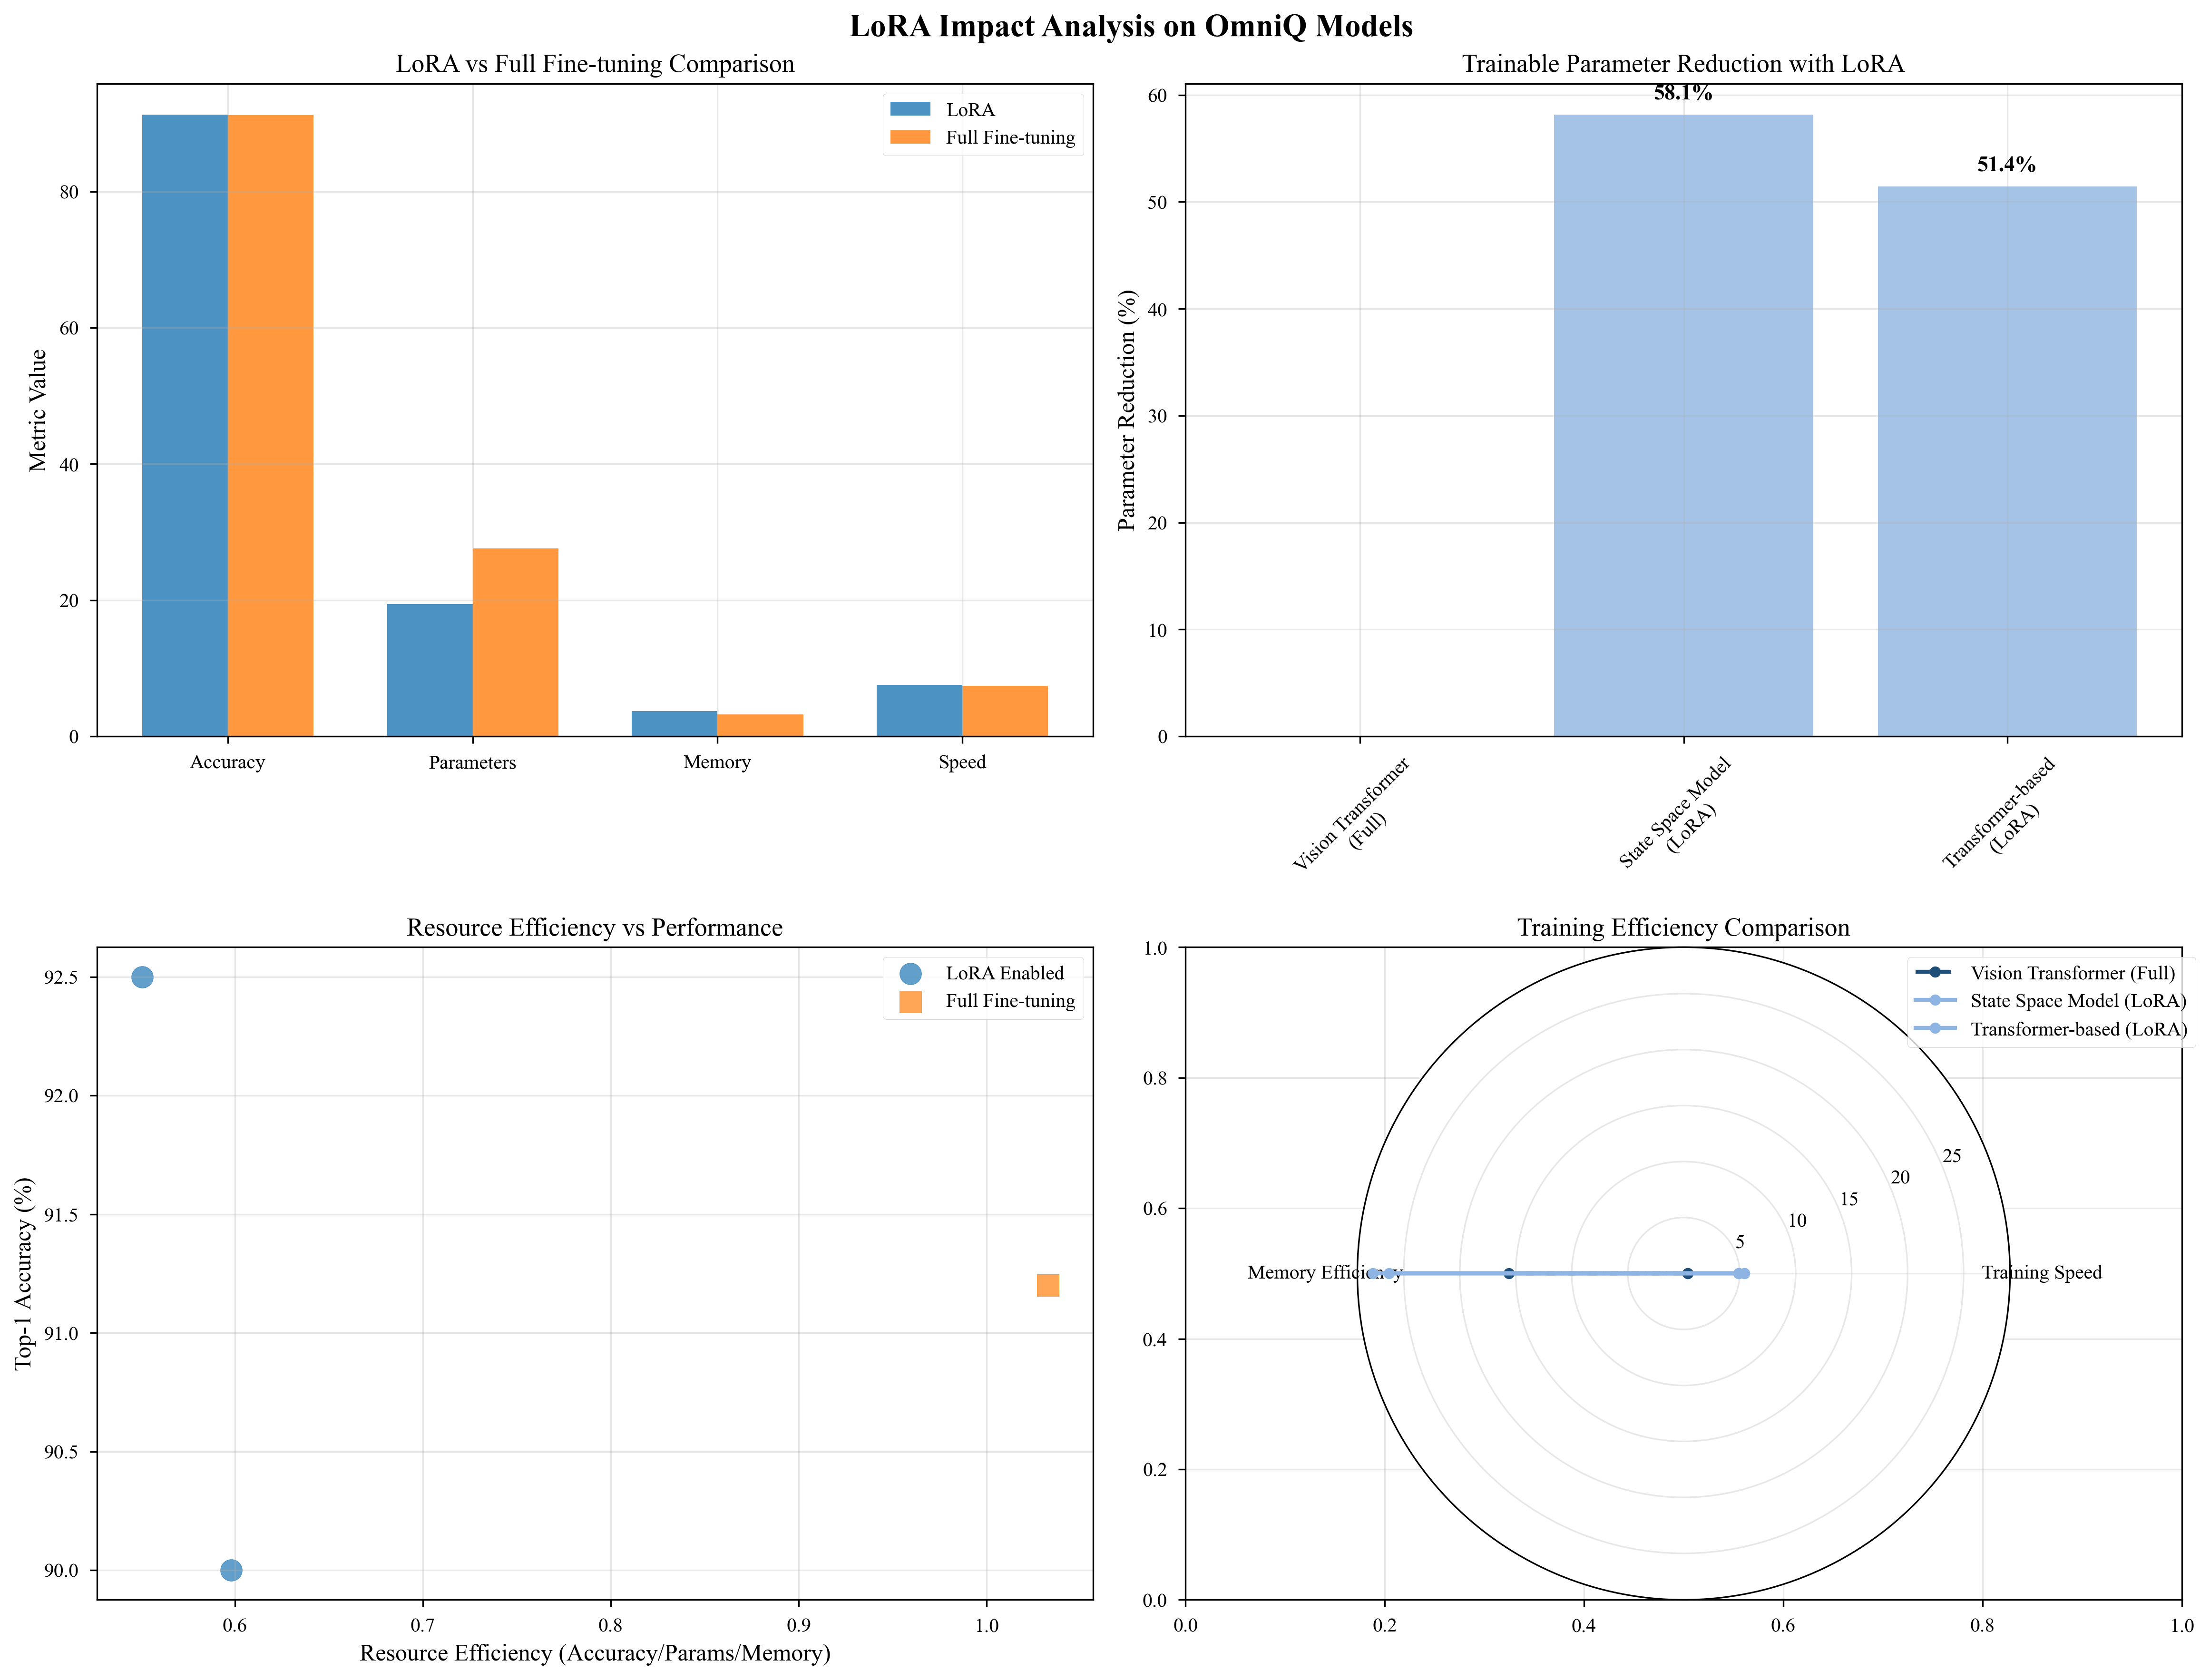 LoRA Impact Analysis on OmniQ Models
LoRA vs Full Fine-tuning Comparison
Metric Value
80
60
40
20
0
LoRA
Full Fine-tuning
Accuracy
Parameters
Memory
Speed
Trainable Parameter Reduction with LoRA
Parameter Reduction (%)
60
50
40
30
20
10
0
58.1%
51.4%
Vision Transformer
(Full)
State Space Model
(LoRA)
Transformer-based
(LoRA)
Resource Efficiency vs Performance
Top-1 Accuracy (%)
92.5
92.0
91.5
91.0
90.5
90.0
LoRA Enabled
Full Fine-tuning
0.6
0.7
0.8
0.9
1.0
Resource Efficiency (Accuracy/Params/Memory)
Training Efficiency Comparison
1.0
0.8
0.6
0.4
0.2
0.0
Vision Transformer (Full)
State Space Model (LoRA)
Transformer-based (LoRA)
25
20
15
10
5
Memory Efficiency
Training Speed
0.0
0.2
0.4
0.6
0.8
1.0